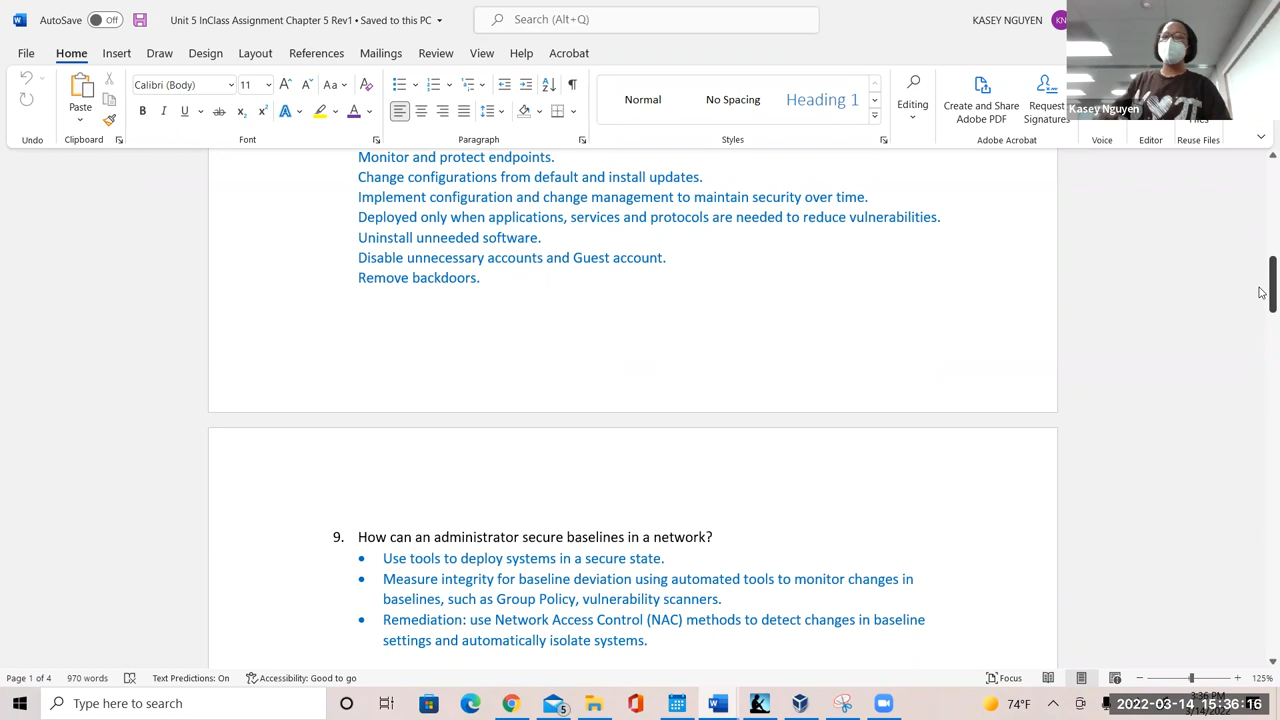 AutoSave Off Unit 5 InClass Assignment Chapter 5 Rev1 • Saved to this PC Search (Alt+Q) KASEY NGUYEN KN
File Home Insert Draw Design Layout References Mailings Review View Help Acrobat
Calibri (Body) 11 Aa
Paste
Normal No Spacing Heading 1
Editing
Create and Share
Adobe PDF
Request
Signatures
Kasey Nguyen
Undo Clipboard Font Paragraph Styles Adobe Acrobat Voice Editor Reuse Files
Monitor and protect endpoints.
Change configurations from default and install updates.
Implement configuration and change management to maintain security over time.
Deployed only when applications, services and protocols are needed to reduce vulnerabilities.
Uninstall unneeded software.
Disable unnecessary accounts and Guest account.
Remove backdoors.
9. How can an administrator secure baselines in a network?
• Use tools to deploy systems in a secure state.
• Measure integrity for baseline deviation using automated tools to monitor changes in
baselines, such as Group Policy, vulnerability scanners.
• Remediation: use Network Access Control (NAC) methods to detect changes in baseline
settings and automatically isolate systems.
Page 1 of 4 970 words Text Predictions: On Accessibility: Good to go Focus 125%
Type here to search 5 74°F 3:36 PM
2022-03-14 15:36:16
3/14/2022